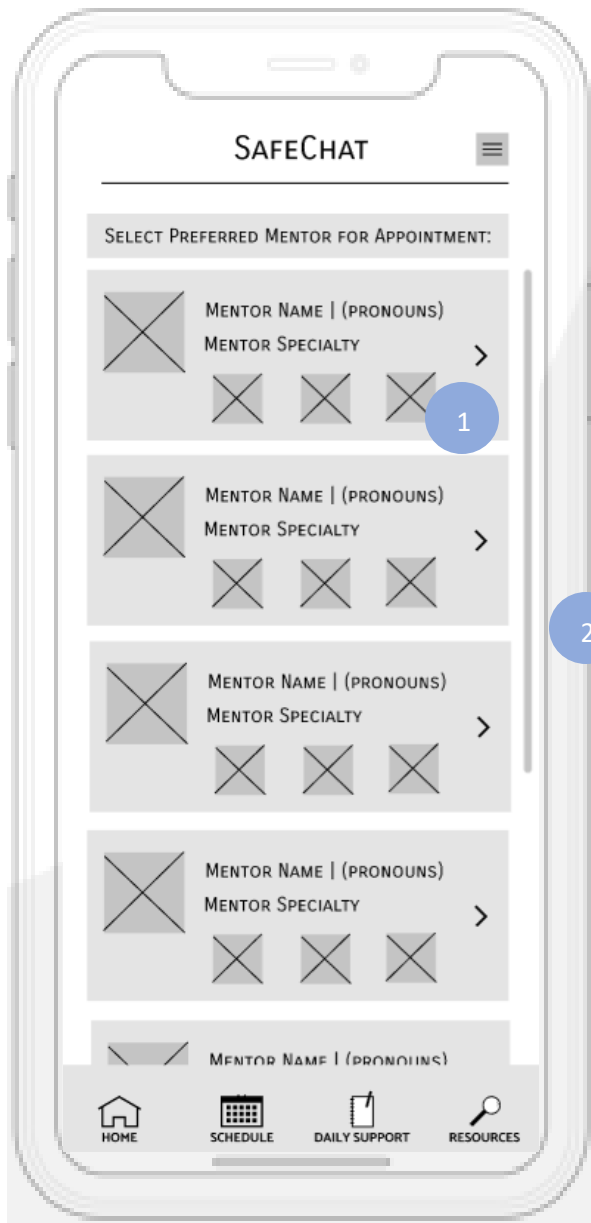 SafeChat
Select Preferred Mentor for Appointment:
Mentor Name | (pronouns)
Mentor Specialty
1
Mentor Name | (pronouns)
Mentor Specialty
2
Mentor Name | (pronouns)
Mentor Specialty
Mentor Name | (pronouns)
Mentor Specialty
Mentor Name | (pronouns)
HOME
SCHEDULE
DAILY SUPPORT
RESOURCES